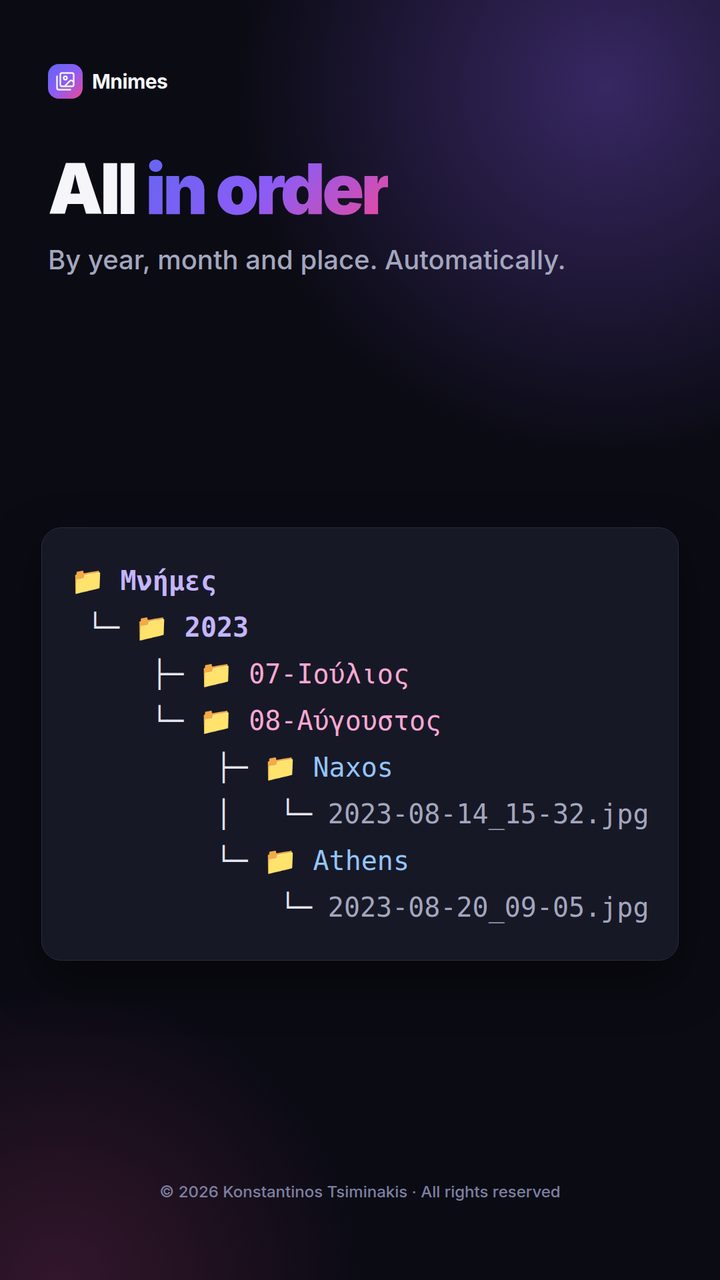 Mnimes
All in order
By year, month and place. Automatically.
📁 Μνήμες
└─ 📁 2023
├─ 📁 07-Ιούλιος
└─ 📁 08-Αύγουστος
├─ 📁 Naxos
│ └─ 2023-08-14_15-32.jpg
└─ 📁 Athens
└─ 2023-08-20_09-05.jpg
© 2026 Konstantinos Tsiminakis · All rights reserved